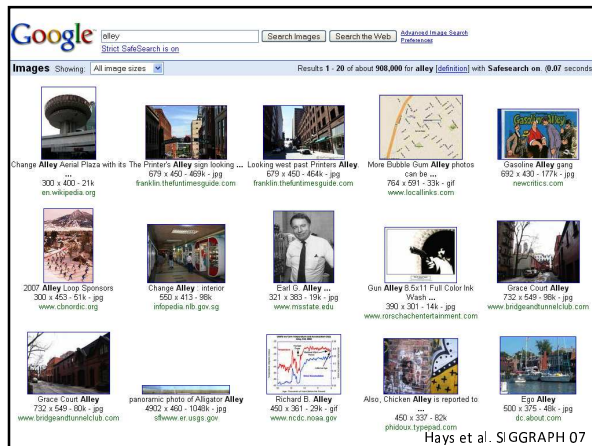 Google
alley
Search Images
Search the Web
Advanced Image Search
Preferences
Strict SafeSearch is on
Images Showing: All image sizes
Results 1 - 20 of about 908,000 for alley [definition] with Safesearch on. (0.07 seconds
Change Alley Aerial Plaza with its
...
300 x 400 - 21k
en.wikipedia.org
The Printer's Alley sign looking ...
679 x 450 - 469k - jpg
franklin.thefuntimesguide.com
Looking west past Printers Alley.
679 x 450 - 464k - jpg
franklin.thefuntimesguide.com
More Bubble Gum Alley photos
can be ...
764 x 591 - 33k - gif
www.locallinks.com
Gasoline Alley
Gasoline Alley gang
692 x 430 - 177k - jpg
newcritics.com
2007 Alley Loop Sponsors
300 x 453 - 51k - jpg
www.cbnordic.org
Change Alley : interior
550 x 413 - 98k
infopedia.nlb.gov.sg
Earl G. Alley ...
321 x 383 - 19k - jpg
www.msstate.edu
Gun Alley 8.5x11 Full Color Ink
Wash ...
390 x 301 - 14k - jpg
www.rorschachentertainment.com
Grace Court Alley
732 x 549 - 98k - jpg
www.bridgeandtunnelclub.com
Grace Court Alley
732 x 549 - 80k - jpg
www.bridgeandtunnelclub.com
panoramic photo of Alligator Alley
4902 x 460 - 1048k - jpg
sflwww.er.usgs.gov
Richard B. Alley
450 x 361 - 29k - gif
www.ncdc.noaa.gov
Also, Chicken Alley is reported to
...
450 x 337 - 82k
phidoux.typepad.com
Ego Alley
500 x 375 - 48k - jpg
dc.about.com
Hays et al. SIGGRAPH 07